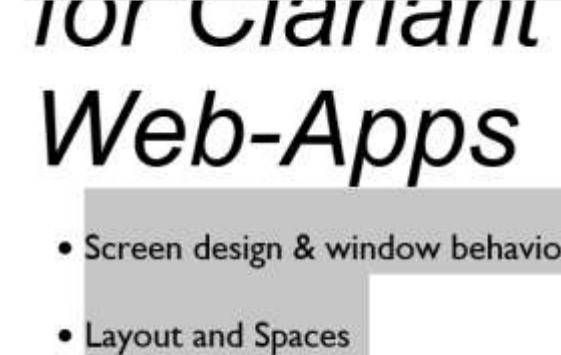 for Clariant
Web-Apps
• Screen design & window behavio
• Layout and Spaces